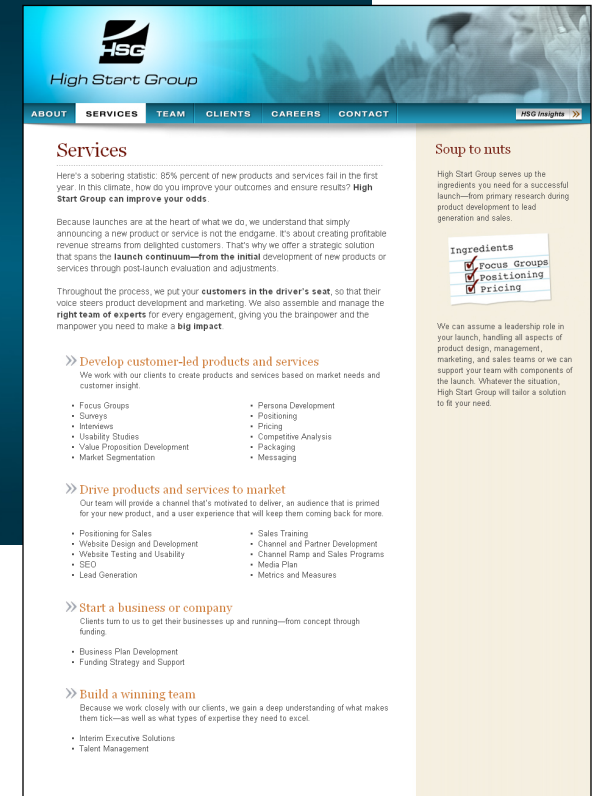 HSG
High Start Group
ABOUT SERVICES TEAM CLIENTS CAREERS CONTACT HSG Insights
Services
Here's a sobering statistic: 85% percent of new products and services fail in the first
year. In this climate, how do you improve your outcomes and ensure results? High
Start Group can improve your odds.
Because launches are at the heart of what we do, we understand that simply
announcing a new product or service is not the endgame. It's about creating profitable
revenue streams from delighted customers. That's why we offer a strategic solution
that spans the launch continuum—from the initial development of new products or
services through post-launch evaluation and adjustments.
Throughout the process, we put your customers in the driver's seat, so that their
voice steers product development and marketing. We also assemble and manage the
right team of experts for every engagement, giving you the brainpower and the
manpower you need to make a big impact.
Develop customer-led products and services
We work with our clients to create products and services based on market needs and
customer insight.
• Focus Groups
• Surveys
• Interviews
• Usability Studies
• Value Proposition Development
• Market Segmentation
• Persona Development
• Positioning
• Pricing
• Competitive Analysis
• Packaging
• Messaging
Drive products and services to market
Our team will provide a channel that's motivated to deliver, an audience that is primed
for your new product, and a user experience that will keep them coming back for more.
• Positioning for Sales
• Website Design and Development
• Website Testing and Usability
• SEO
• Lead Generation
• Sales Training
• Channel and Partner Development
• Channel Ramp and Sales Programs
• Media Plan
• Metrics and Measures
Start a business or company
Clients turn to us to get their businesses up and running—from concept through
funding.
• Business Plan Development
• Funding Strategy and Support
Build a winning team
Because we work closely with our clients, we gain a deep understanding of what makes
them tick—as well as what types of expertise they need to excel.
• Interim Executive Solutions
• Talent Management
Soup to nuts
High Start Group serves up the
ingredients you need for a successful
launch—from primary research during
product development to lead
generation and sales.
Ingredients
Focus Groups
Positioning
Pricing
We can assume a leadership role in
your launch, handling all aspects of
product design, management,
marketing, and sales teams or we can
support your team with components of
the launch. Whatever the situation,
High Start Group will tailor a solution
to fit your need.